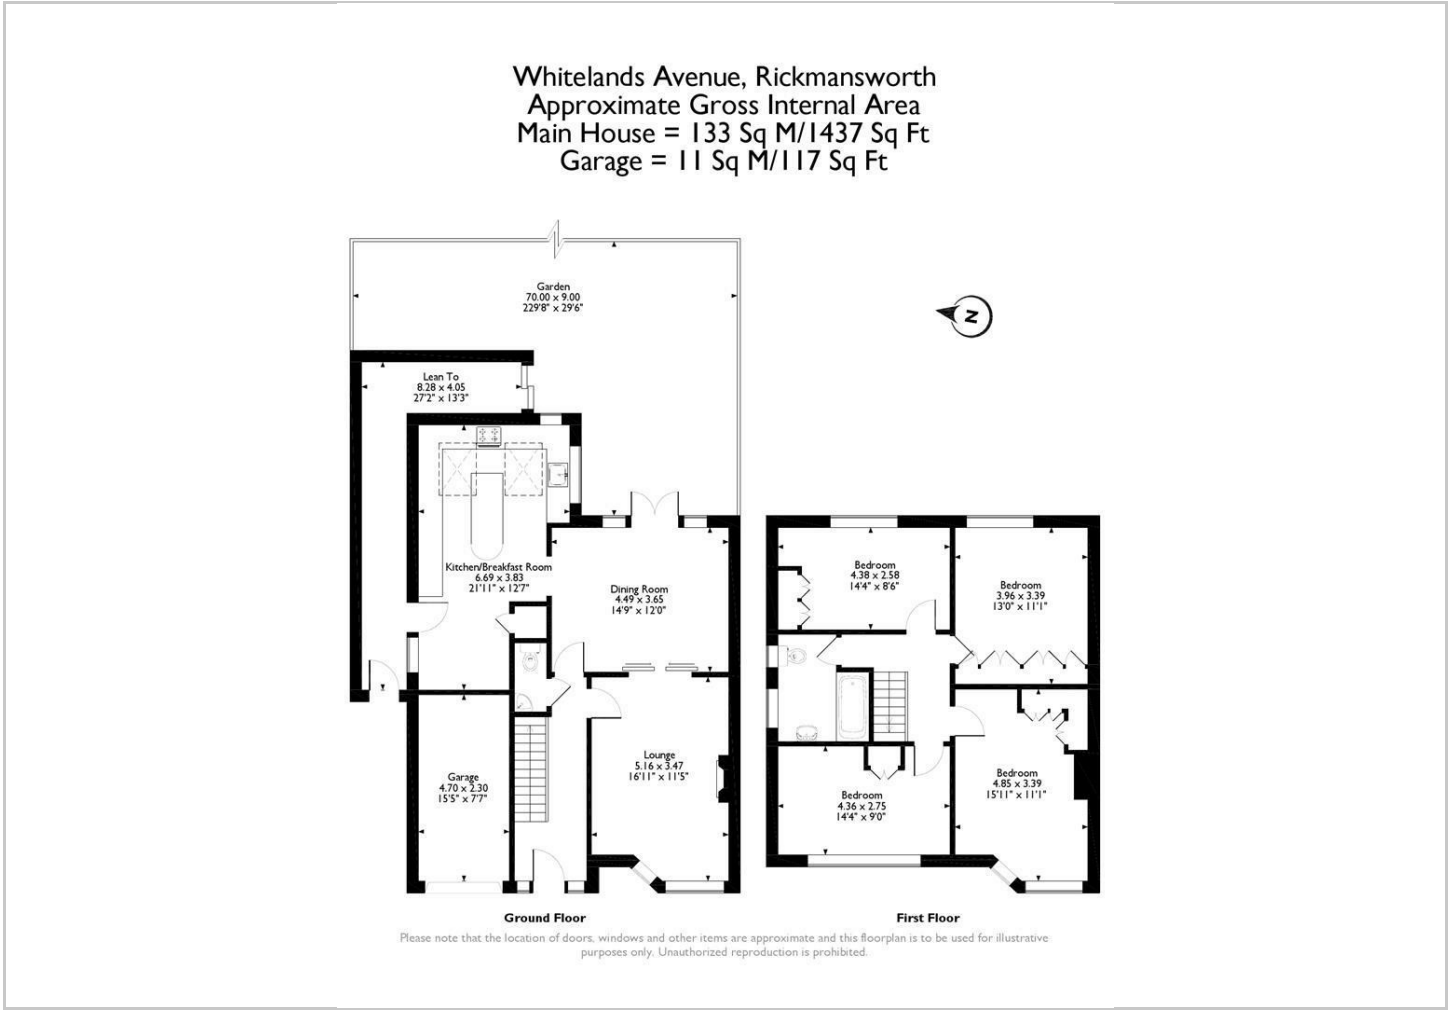 Whitelands Avenue, Rickmansworth
Approximate Gross Internal Area
Main House = 133 Sq M/1437 Sq Ft
Garage = 11 Sq M/117 Sq Ft
Garden
70.00 x 9.00
229'8" x 29'6"
N
Lean To
8.28 x 4.05
27'2" x 13'3"
Kitchen/Breakfast Room
6.69 x 3.83
21'11" x 12'7"
Dining Room
4.49 x 3.65
14'9" x 12'0"
Lounge
5.16 x 3.47
16'11" x 11'5"
Garage
4.70 x 2.30
15'5" x 7'7"
Bedroom
4.38 x 2.58
14'4" x 8'6"
Bedroom
3.96 x 3.39
13'0" x 11'1"
Bedroom
4.85 x 3.39
15'11" x 11'1"
Bedroom
4.36 x 2.75
14'4" x 9'0"
Ground Floor
First Floor
Please note that the location of doors, windows and other items are approximate and this floorplan is to be used for illustrative
purposes only. Unauthorized reproduction is prohibited.